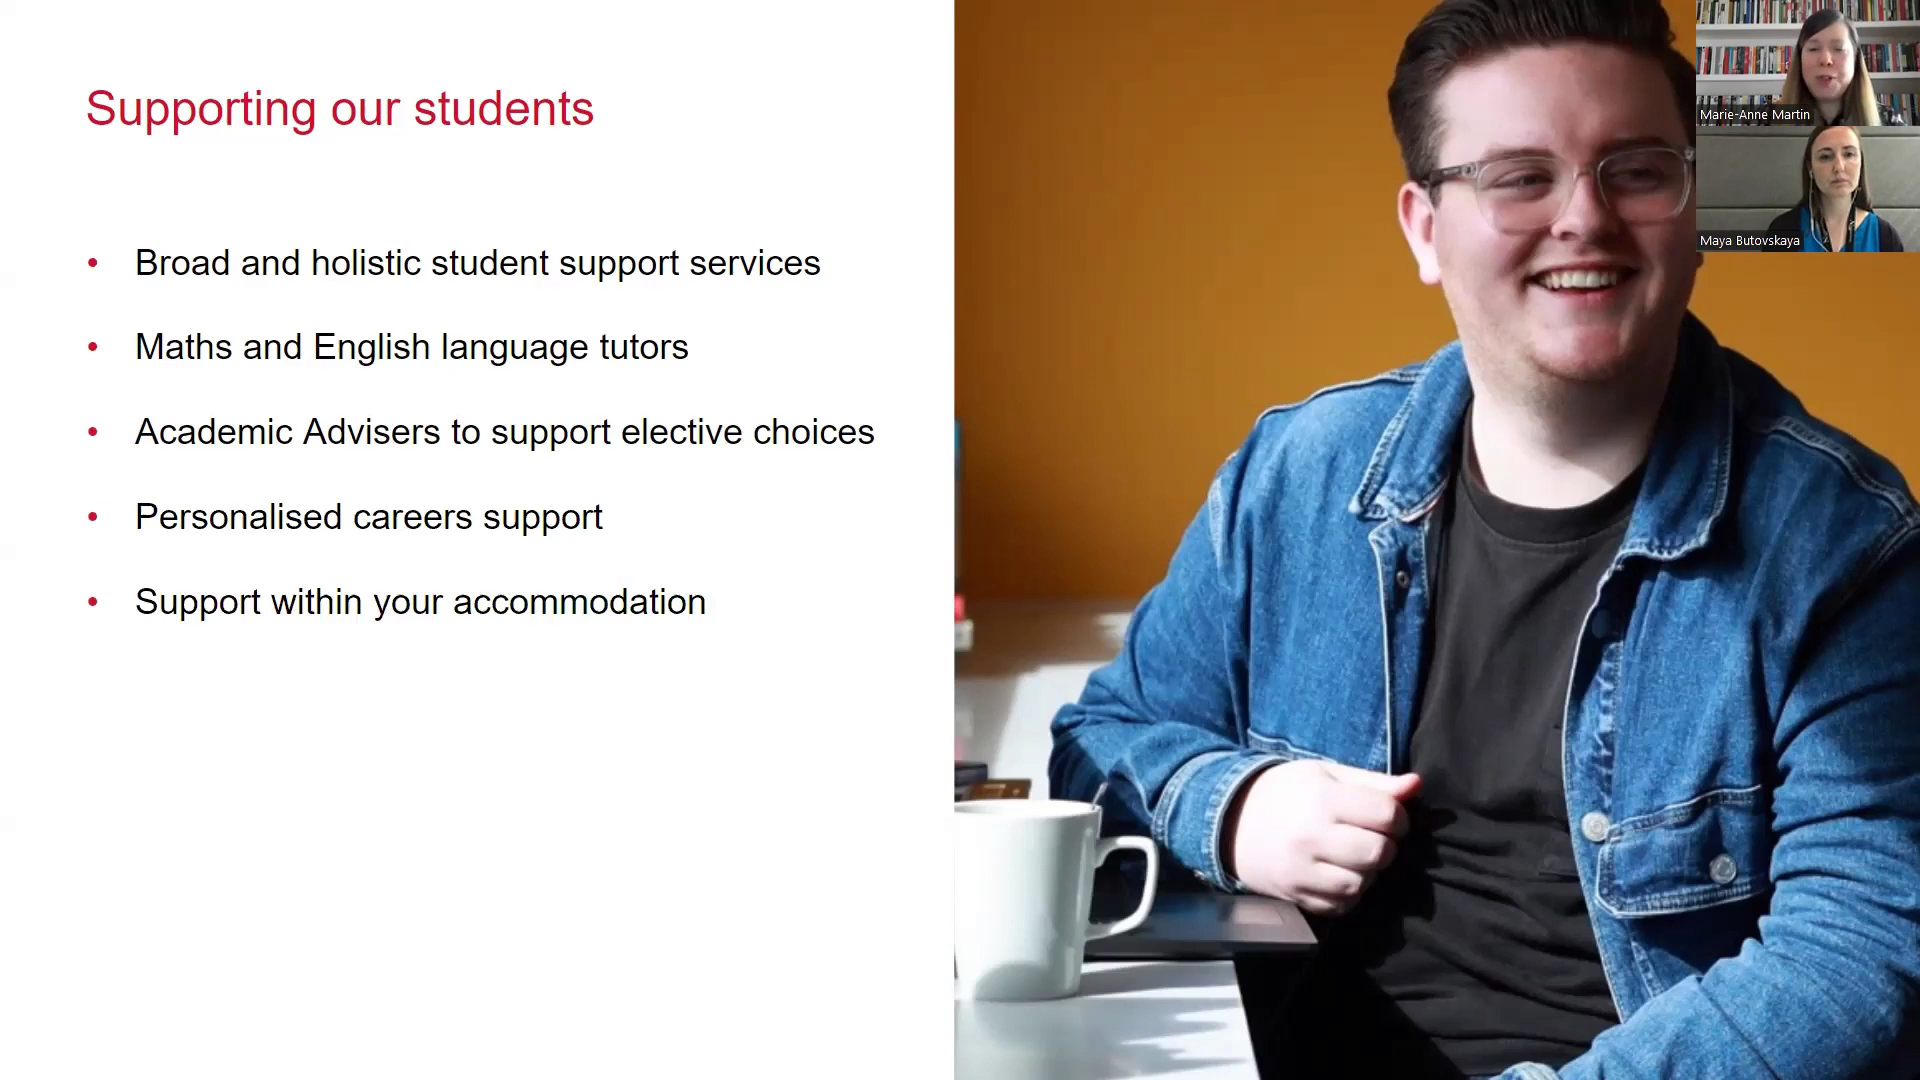 Supporting our students
• Broad and holistic student support services
• Maths and English language tutors
• Academic Advisers to support elective choices
• Personalised careers support
• Support within your accommodation
Marie-Anne Martin
Maya Butovskaya